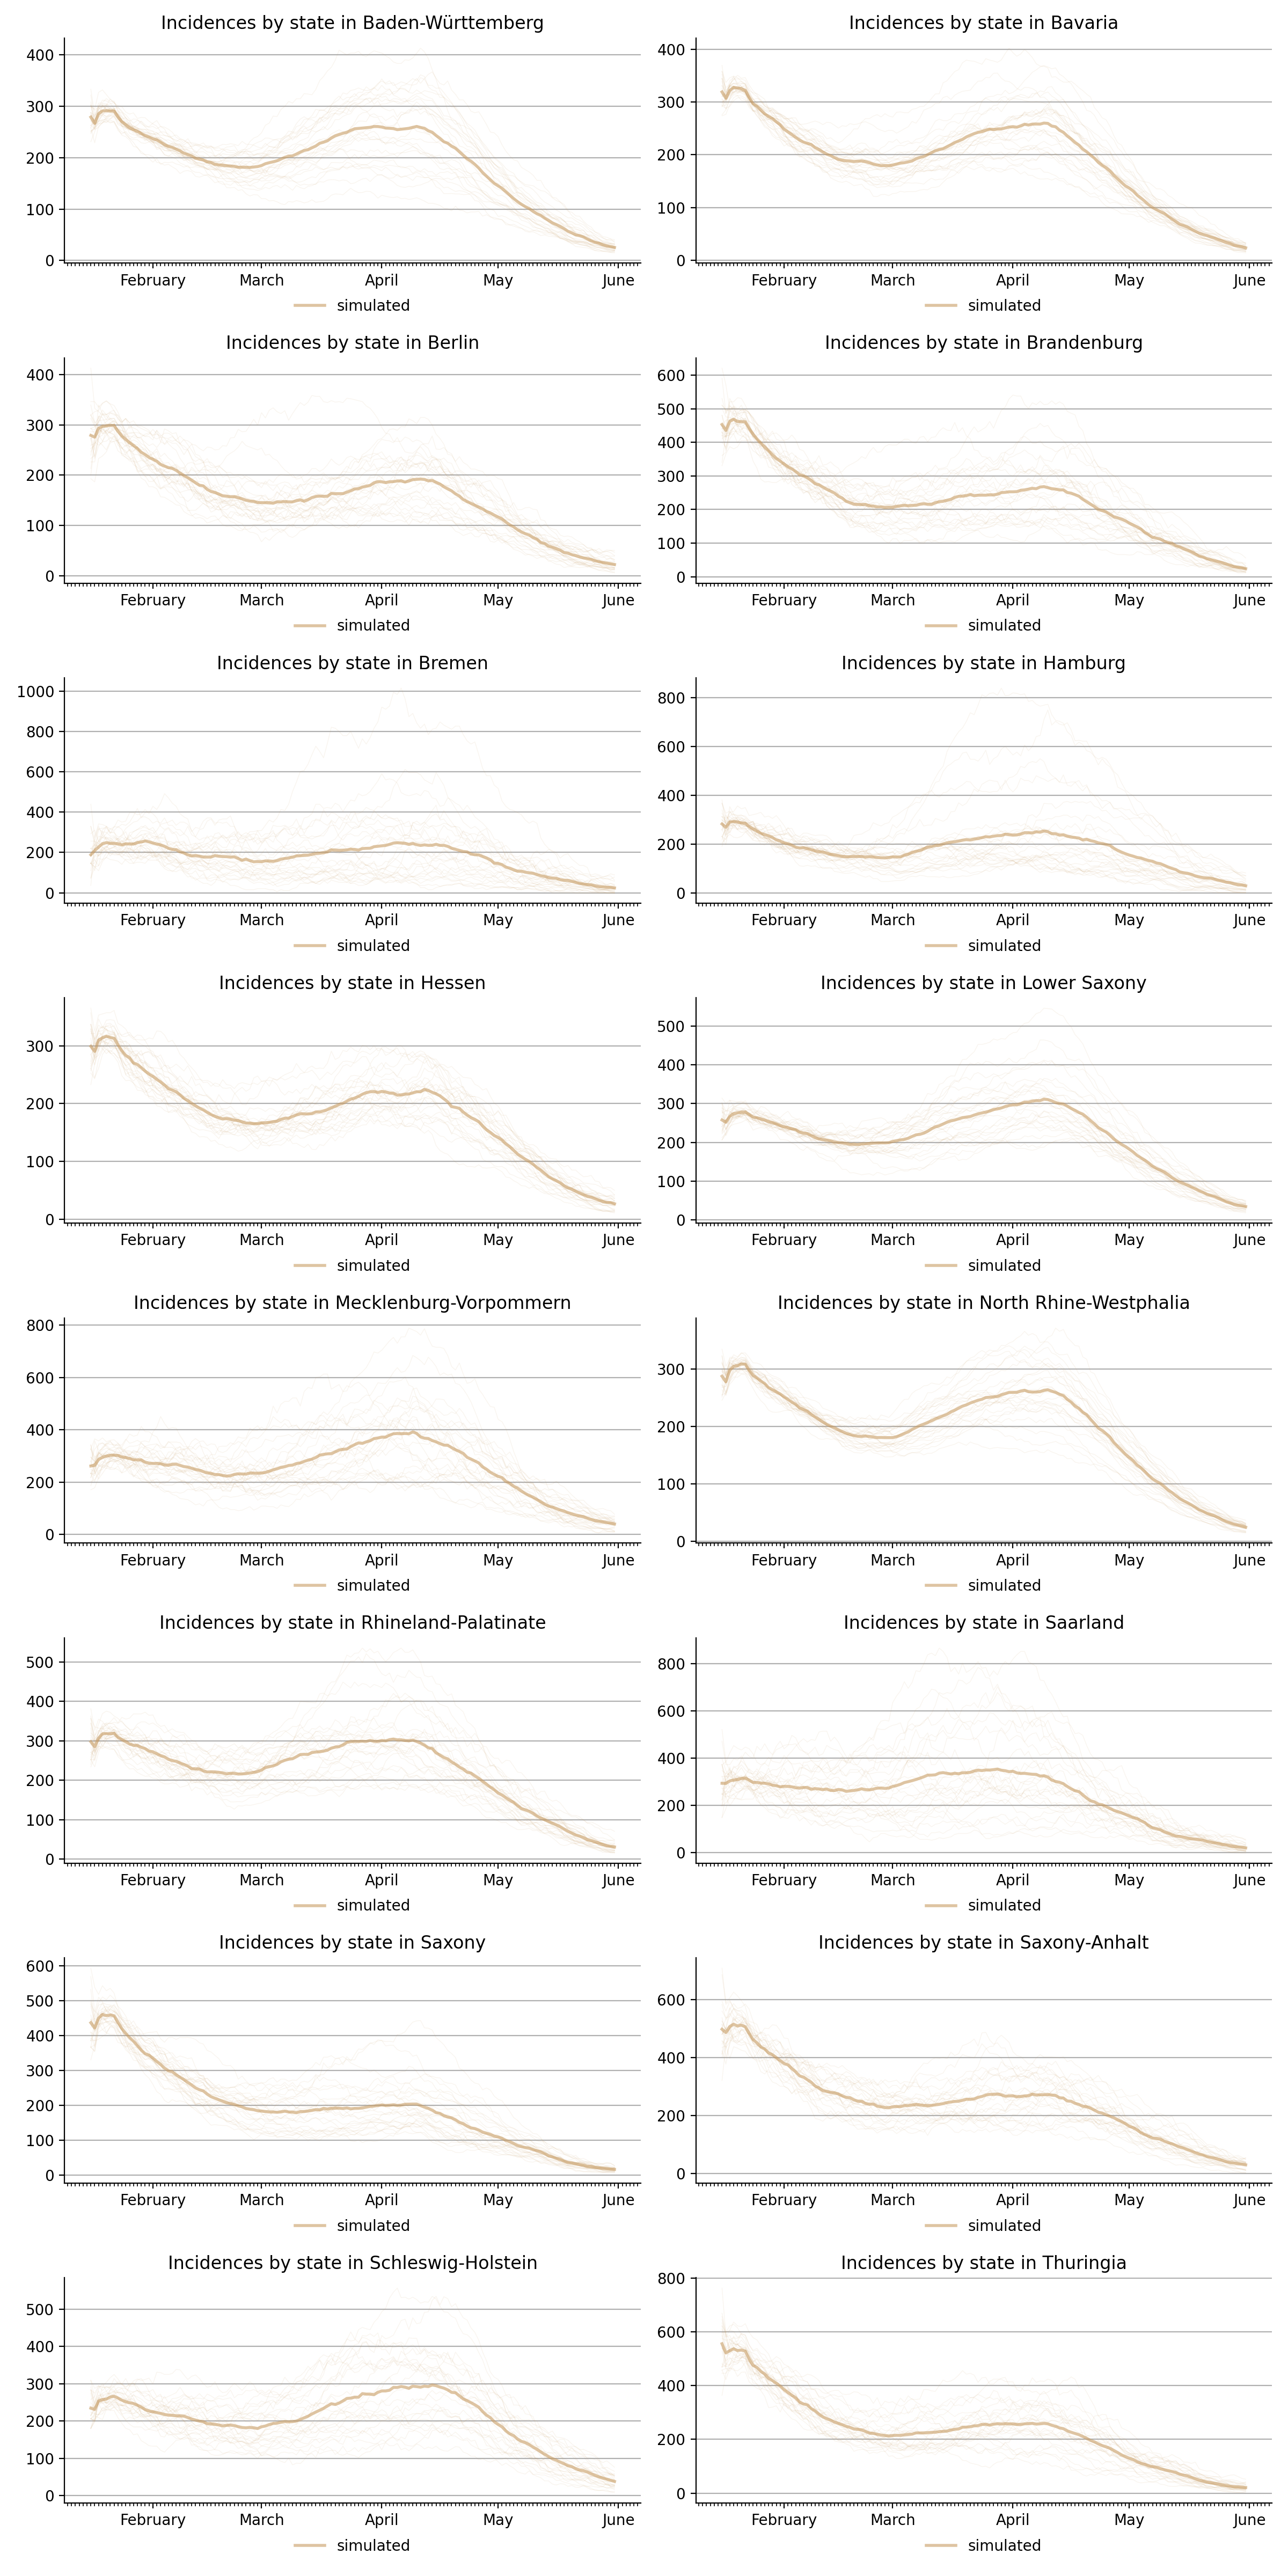 Incidences by state in Baden-Württemberg
400
300
200
100
0
February March April May June
simulated
Incidences by state in Bavaria
400
300
200
100
0
February March April May June
simulated
Incidences by state in Berlin
400
300
200
100
0
February March April May June
simulated
Incidences by state in Brandenburg
600
500
400
300
200
100
0
February March April May June
simulated
Incidences by state in Bremen
1000
800
600
400
200
0
February March April May June
simulated
Incidences by state in Hamburg
800
600
400
200
0
February March April May June
simulated
Incidences by state in Hessen
300
200
100
0
February March April May June
simulated
Incidences by state in Lower Saxony
500
400
300
200
100
0
February March April May June
simulated
Incidences by state in Mecklenburg-Vorpommern
800
600
400
200
0
February March April May June
simulated
Incidences by state in North Rhine-Westphalia
300
200
100
0
February March April May June
simulated
Incidences by state in Rhineland-Palatinate
500
400
300
200
100
0
February March April May June
simulated
Incidences by state in Saarland
800
600
400
200
0
February March April May June
simulated
Incidences by state in Saxony
600
500
400
300
200
100
0
February March April May June
simulated
Incidences by state in Saxony-Anhalt
600
400
200
0
February March April May June
simulated
Incidences by state in Schleswig-Holstein
500
400
300
200
100
0
February March April May June
simulated
Incidences by state in Thuringia
800
600
400
200
0
February March April May June
simulated